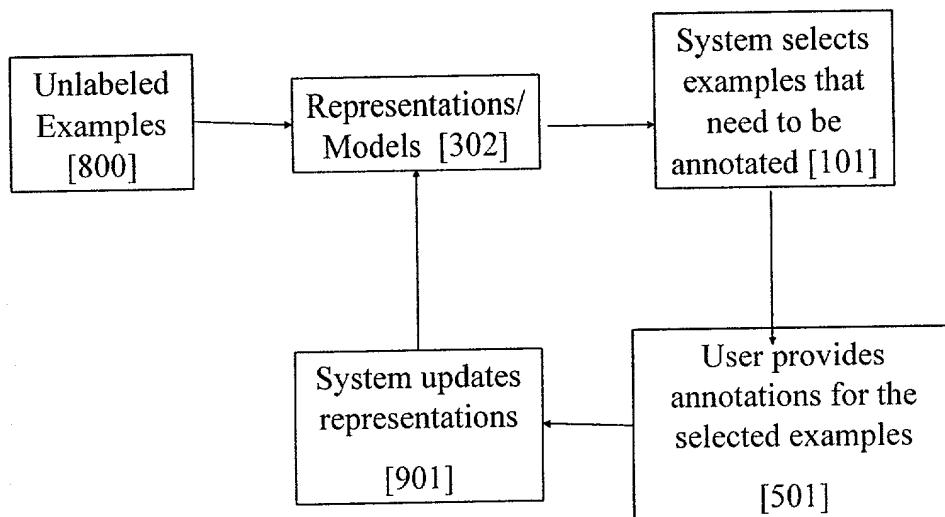 Unlabeled
Examples
[800]
Representations/
Models [302]
System selects
examples that
need to be
annotated [101]
User provides
annotations for the
selected examples
[501]
System updates
representations
[901]